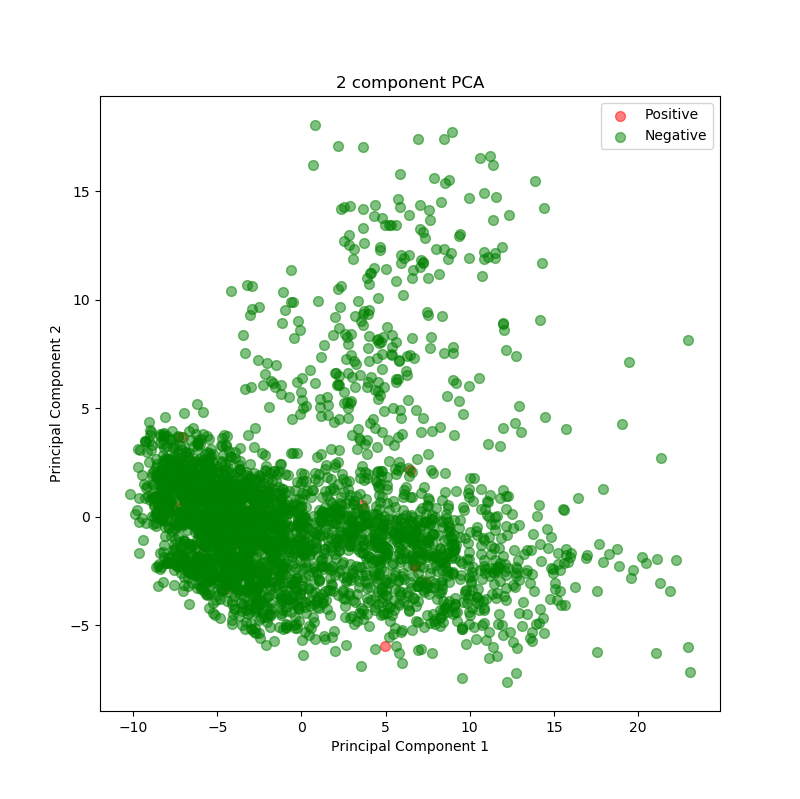 2 component PCA
Positive
Negative
Principal Component 2
15
10
5
0
−5
−10
−5
0
5
10
15
20
Principal Component 1